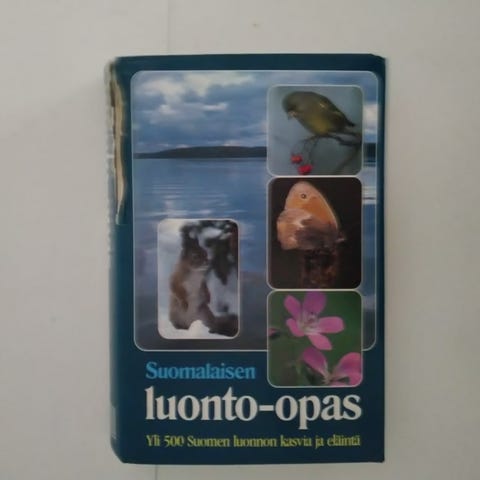 Suomalaisen
luonto-opas
Yli 500 Suomen luonnon kasvia ja eläintä